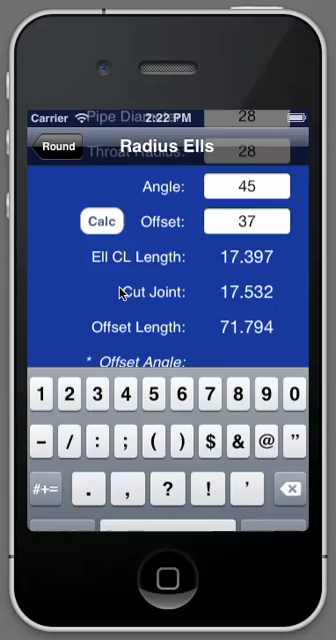 Carrier 2:22 PM
Pipe Diameter: 28
Round Radius Ells
Throat Radius: 28
Angle: 45
Calc Offset: 37
Ell CL Length: 17.397
Cut Joint: 17.532
Offset Length: 71.794
* Offset Angle:
1 2 3 4 5 6 7 8 9 0
- / : ; ( ) $ & @ "
#+= . , ? ! '